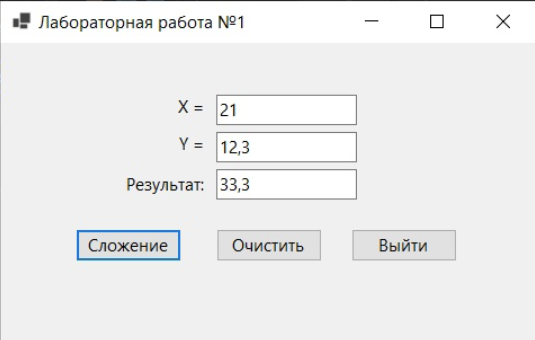 Лабораторная работа №1
X = 21
Y = 12,3
Результат: 33,3
Сложение Очистить Выйти